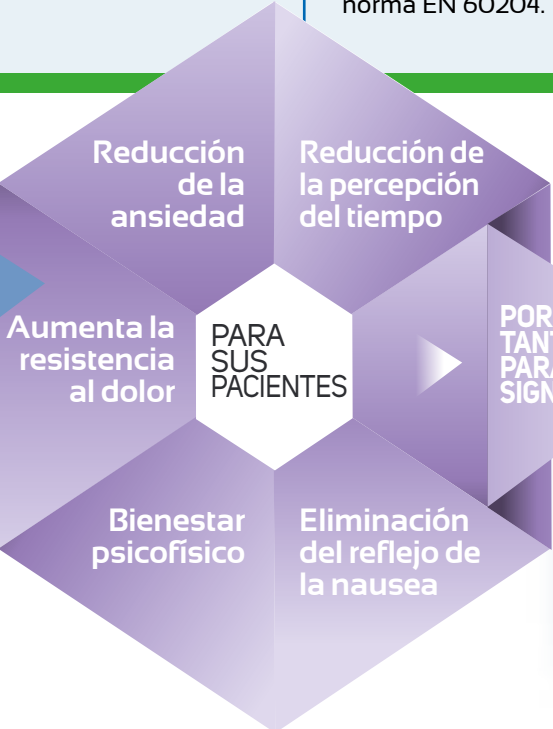 norma EN 60204.
Reducción
de la
ansiedad
Reducción de
la percepción
del tiempo
Aumenta la
resistencia
al dolor
PARA
SUS
PACIENTES
POR
Bienestar
psicofísico
Eliminación
del reflejo de
la nausea